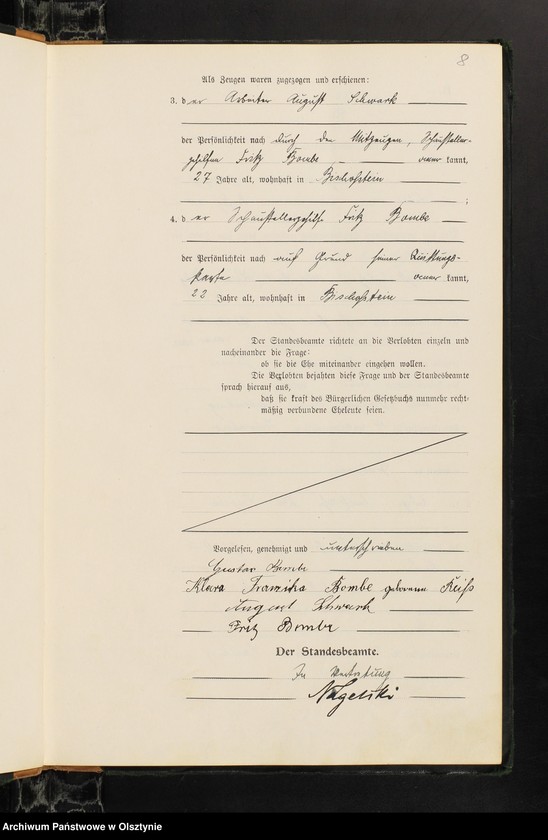 8
Als Zeugen waren zugezogen und erschienen:
3. der Arbeiter August Schwark
der Persönlichkeit nach durch den Mitzeugen, Schausteller-
gehilfen Fritz Bombe kannt,
27 Jahre alt, wohnhaft in Bischofstein
;
4. der Schaustellergehilfe Fritz Bombe
der Persönlichkeit nach auf Grund seiner Quittungs-
karte kannt,
22 Jahre alt, wohnhaft in Bischofstein
Der Standesbeamte richtete an die Verlobten einzeln und
nacheinander die Frage:
ob sie die Ehe miteinander eingehen wollen.
Die Verlobten bejahten diese Frage und der Standesbeamte
sprach hierauf aus,
daß sie kraft des Bürgerlichen Gesetzbuchs nunmehr recht-
mäßig verbundene Eheleute seien.
Vorgelesen, genehmigt und unterschrieben
Gustav Bombe
Klara Franziska Bombe geborene Reiß
August Schwark
Fritz Bombe
Der Standesbeamte.
In Vertretung
Archiwum Państwowe w Olsztynie